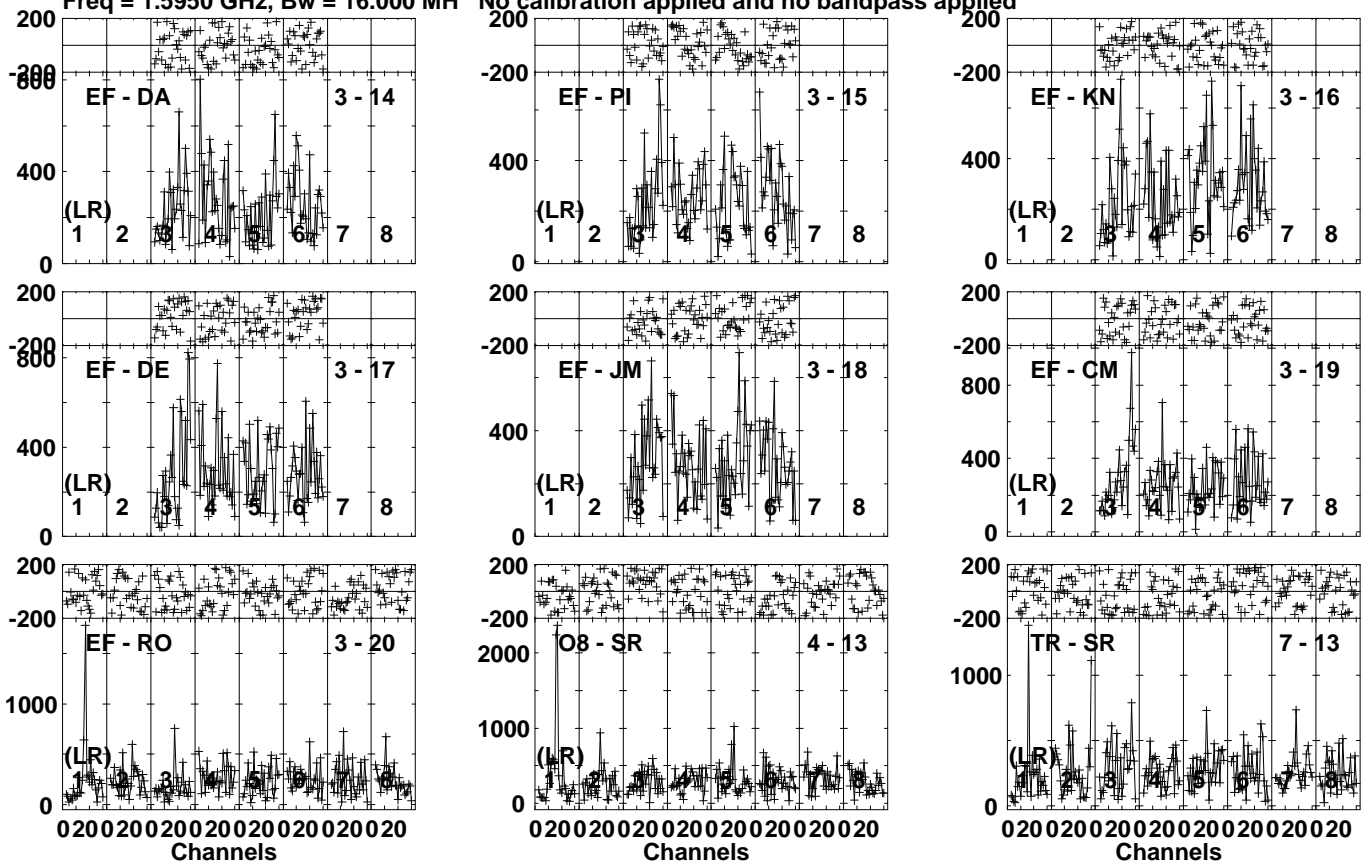 Freq = 1.5950 GHz, Bw = 16.000 MH No calibration applied and no bandpass applied
200 200 200
-200 -200 -200
800
EF - DA 3 - 14 EF - PI 3 - 15 EF - KN 3 - 16
400 400 400
(LR) (LR) (LR)
1 2 3 4 5 6 7 8 1 2 3 4 5 6 7 8 1 2 3 4 5 6 7 8
0 0 0
200 200 200
-200 -200 -200
800
EF - DE 3 - 17 EF - JM 3 - 18 EF - CM 3 - 19
800
400 400 400
(LR) (LR) (LR)
1 2 3 4 5 6 7 8 1 2 3 4 5 6 7 8 1 2 3 4 5 6 7 8
0 0 0
200 200 200
-200 -200 -200
EF - RO 3 - 20 O8 - SR 4 - 13 TR - SR 7 - 13
2000
1000 1000 1000
(LR) (LR) (LR)
1 2 3 4 5 6 7 8 1 2 3 4 5 6 7 8 1 2 3 4 5 6 7 8
0 0 0
020020020020020020020020 020020020020020020020020 020020020020020020020020
Channels Channels Channels